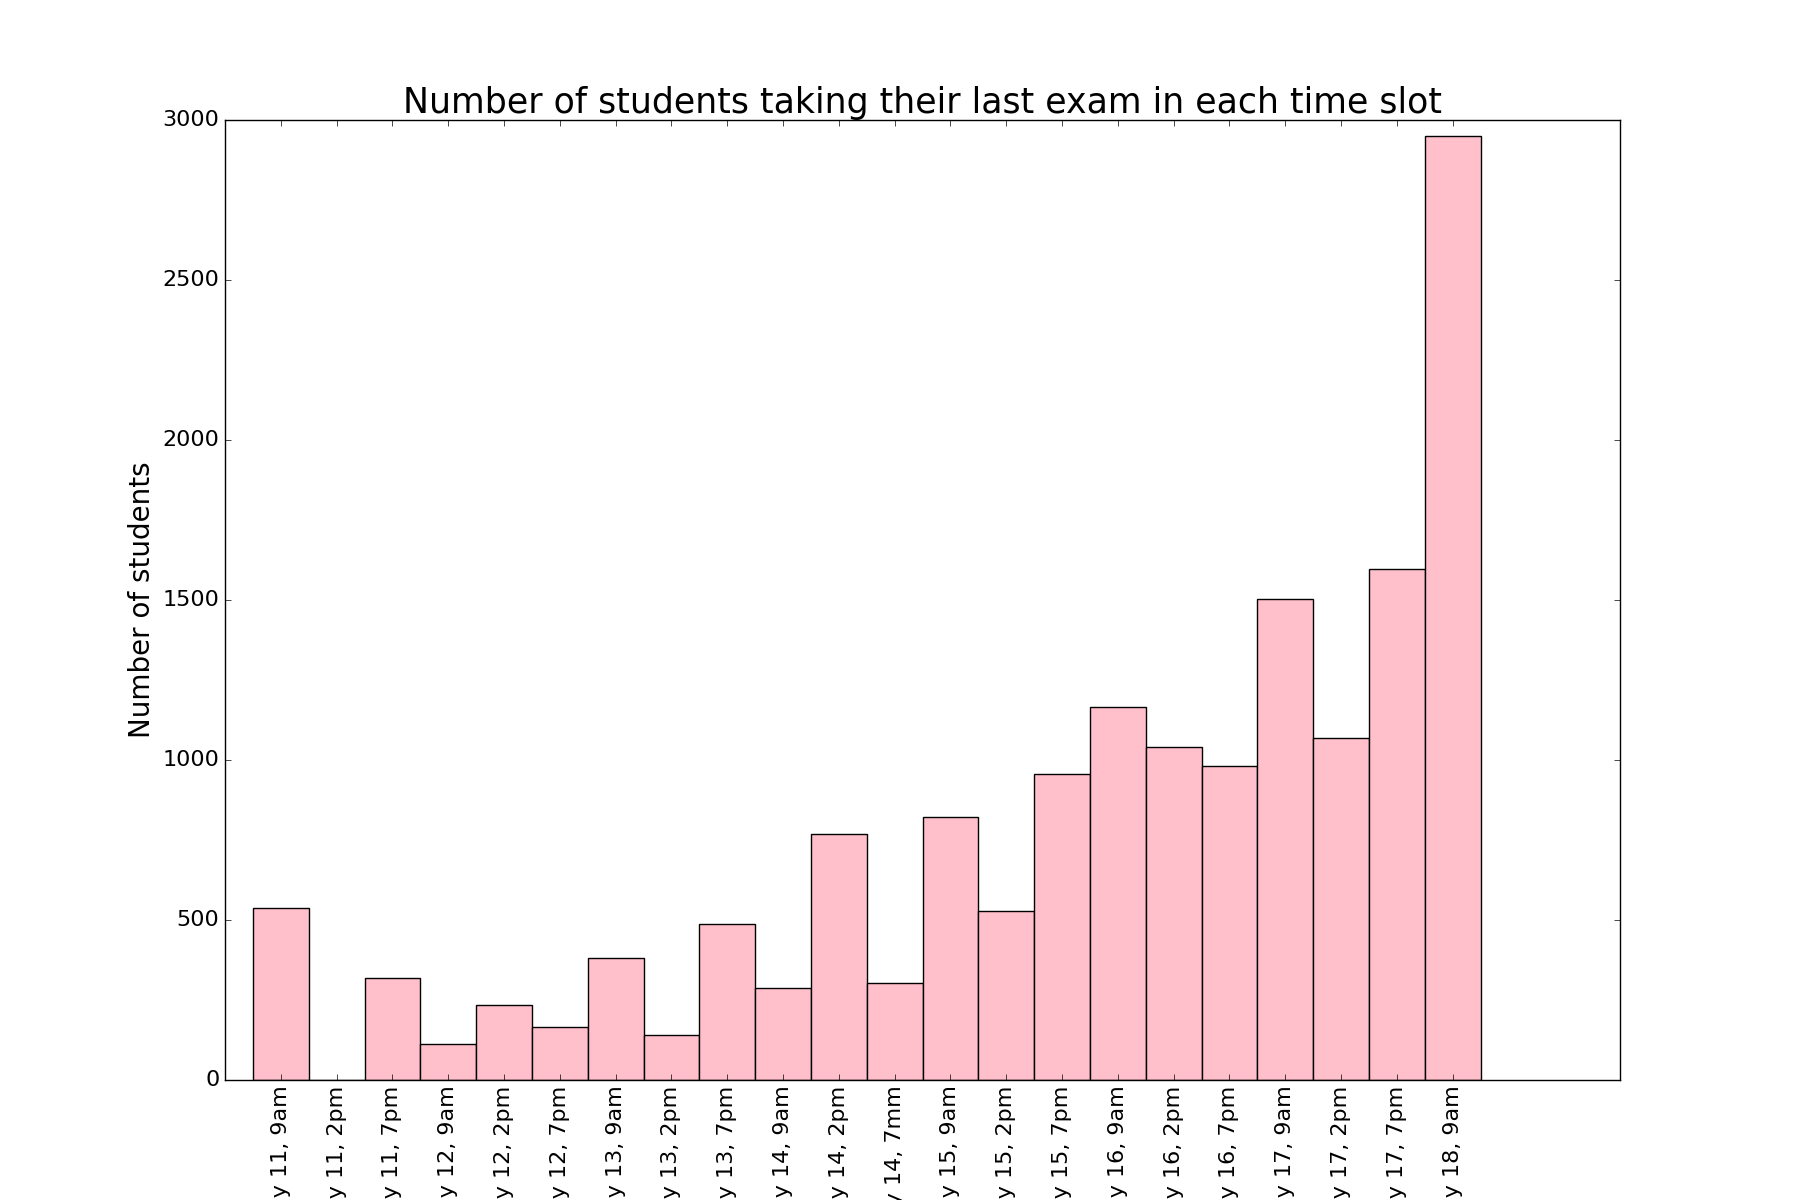 Number of students taking their last exam in each time slot
3000
2500
2000
1500
1000
500
0
Number of students
y 11, 9am
y 11, 2pm
y 11, 7pm
y 12, 9am
y 12, 2pm
y 12, 7pm
y 13, 9am
y 13, 2pm
y 13, 7pm
y 14, 9am
y 14, 2pm
y 14, 7mm
y 15, 9am
y 15, 2pm
y 15, 7pm
y 16, 9am
y 16, 2pm
y 16, 7pm
y 17, 9am
y 17, 2pm
y 17, 7pm
y 18, 9am